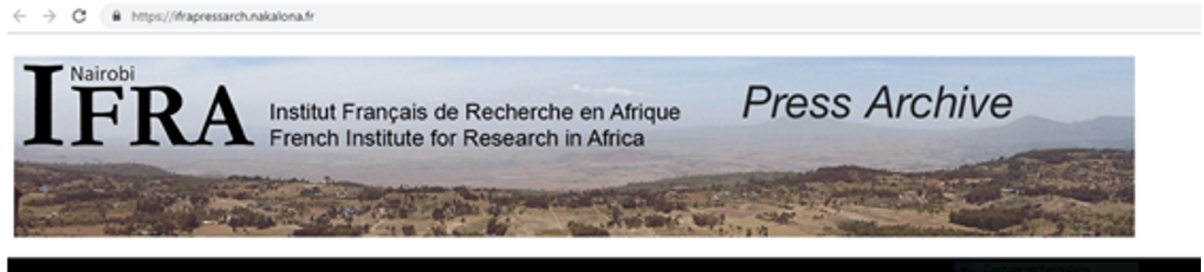 https://ifrapressarch.nakalona.fr
Nairobi
IFRA
Institut Français de Recherche en Afrique
French Institute for Research in Africa
Press Archive